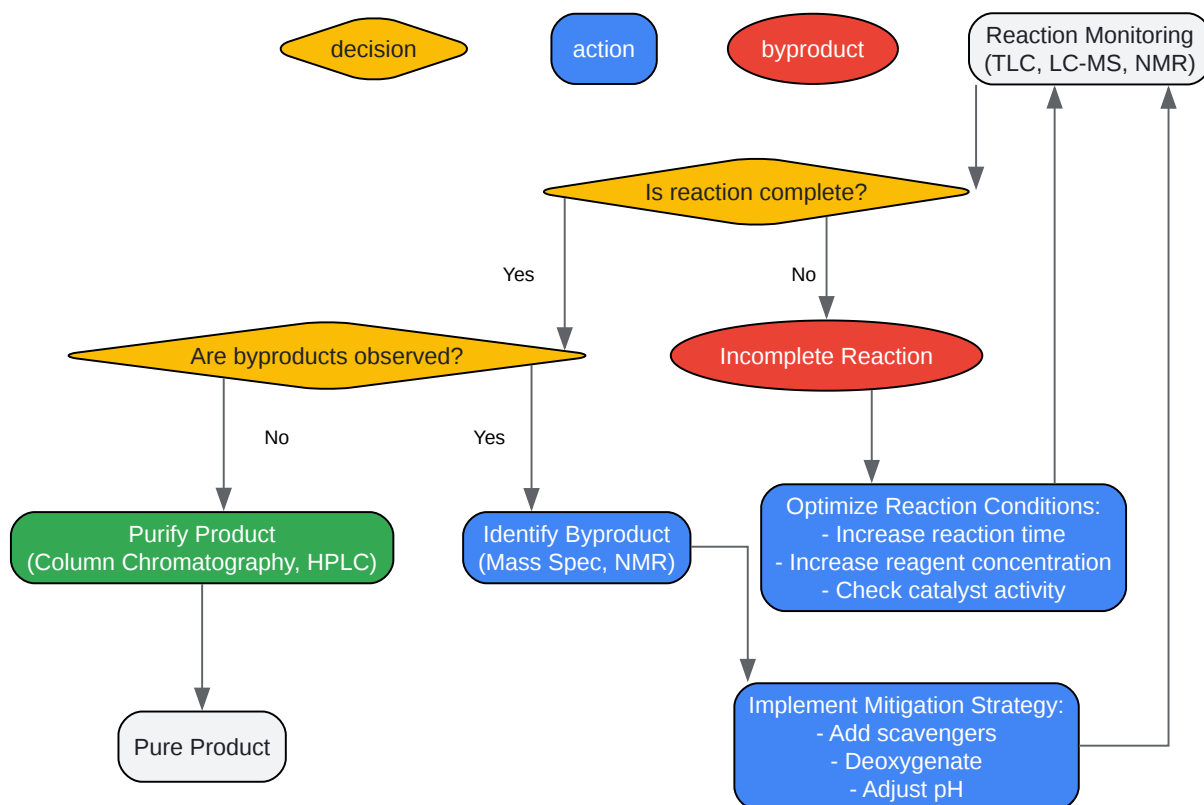 decision
action
byproduct
Reaction Monitoring
(TLC, LC-MS, NMR)
Is reaction complete?
Yes
No
Are byproducts observed?
Incomplete Reaction
No
Yes
Purify Product
(Column Chromatography, HPLC)
Identify Byproduct
(Mass Spec, NMR)
Optimize Reaction Conditions:
- Increase reaction time
- Increase reagent concentration
- Check catalyst activity
Pure Product
Implement Mitigation Strategy:
- Add scavengers
- Deoxygenate
- Adjust pH